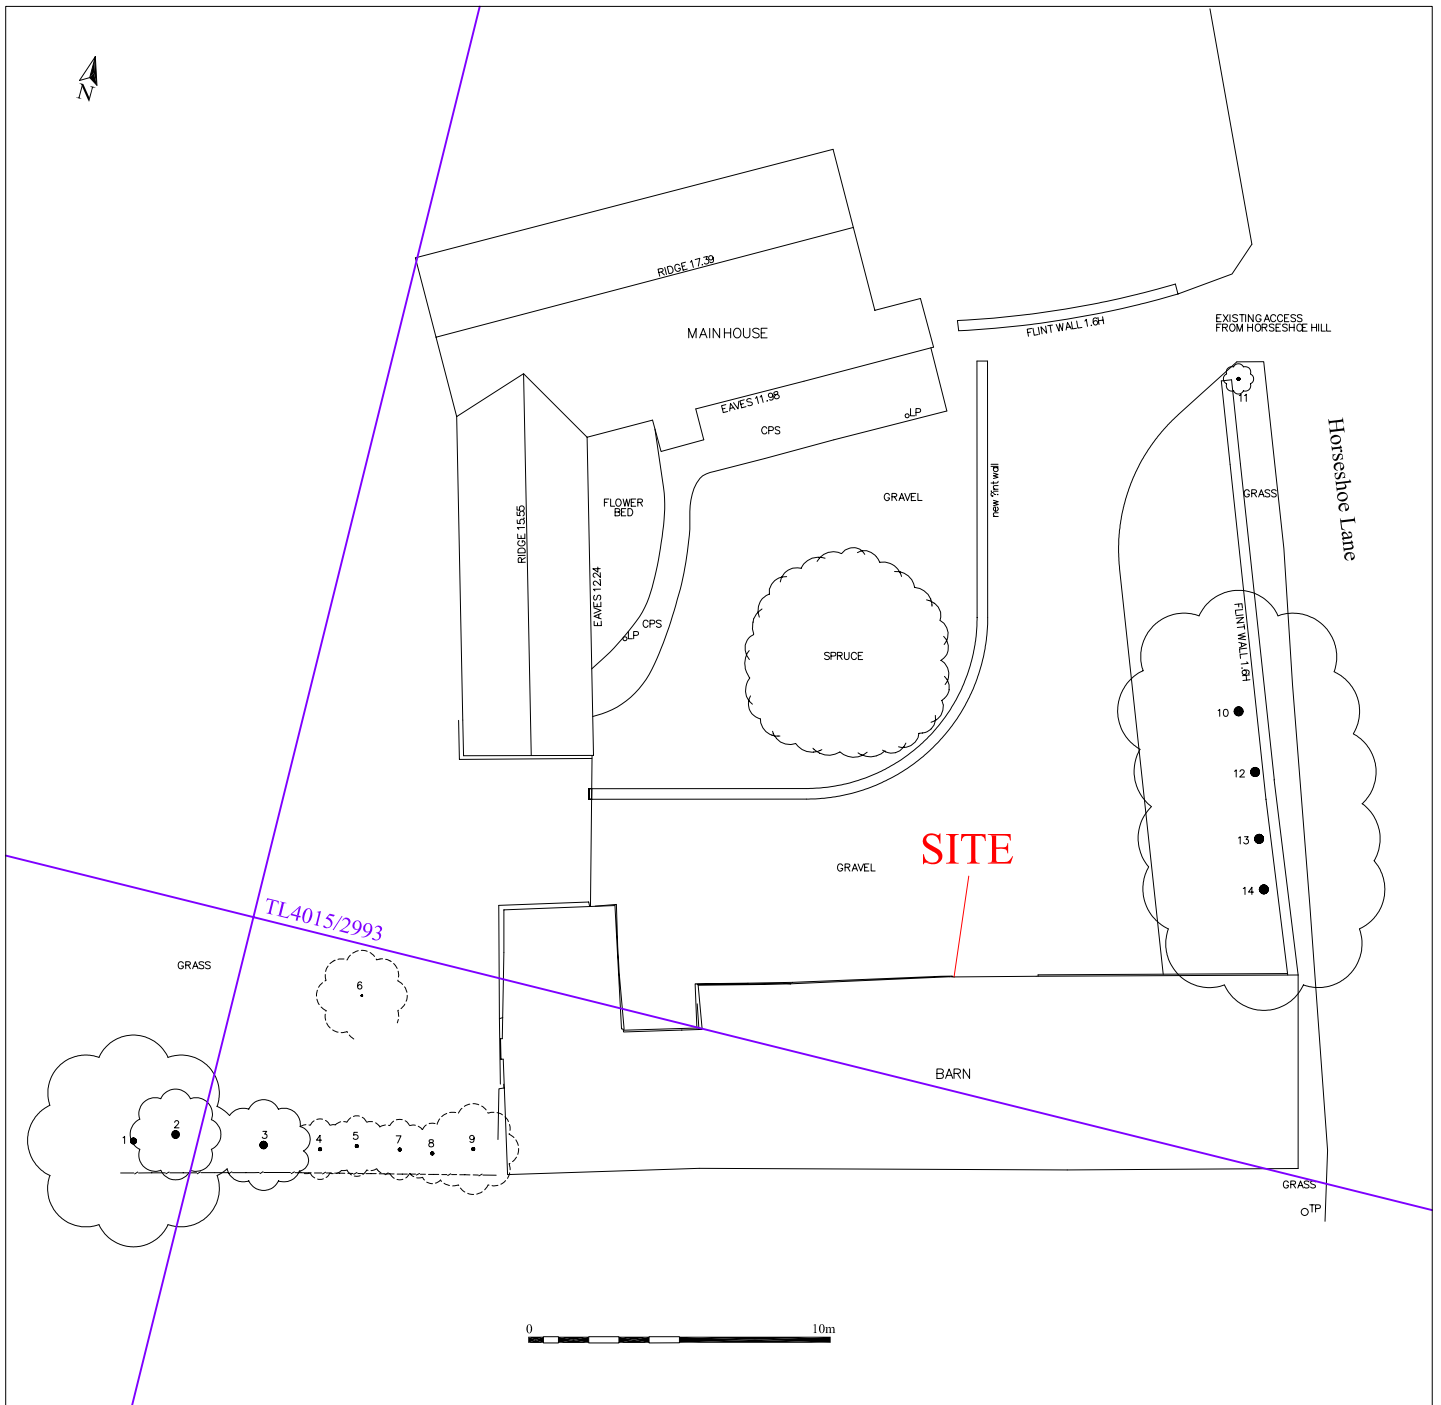 N
RIDGE 17.39
MAINHOUSE
FLINT WALL 1.6H
EXISTING ACCESS
FROM HORSESHOE HILL
EAVES 11.98
LP
CPS
11
Horseshoe Lane
GRAVEL
new ?int wall
GRASS
FLOWER
BED
RIDGE 15.55
EAVES 12.24
CPS
LP
SPRUCE
FLINT WALL 1.6H
10
12
13
14
SITE
GRAVEL
TL4015/2993
GRASS
6
BARN
1
2
3
4
5
7
8
9
GRASS
TP
0
10m